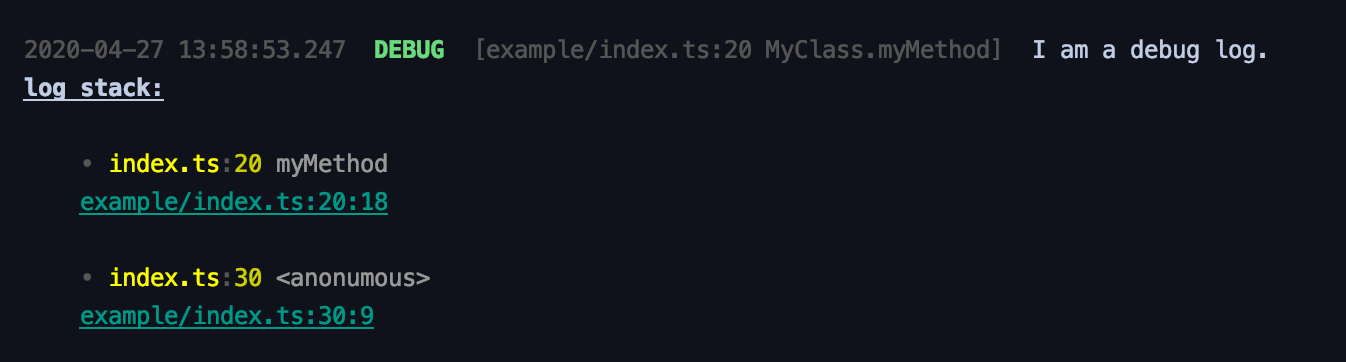 2020-04-27 13:58:53.247 DEBUG [example/index.ts:20 MyClass.myMethod] I am a debug log.
log stack:
• index.ts:20 myMethod
example/index.ts:20:18
• index.ts:30 <anonumous>
example/index.ts:30:9